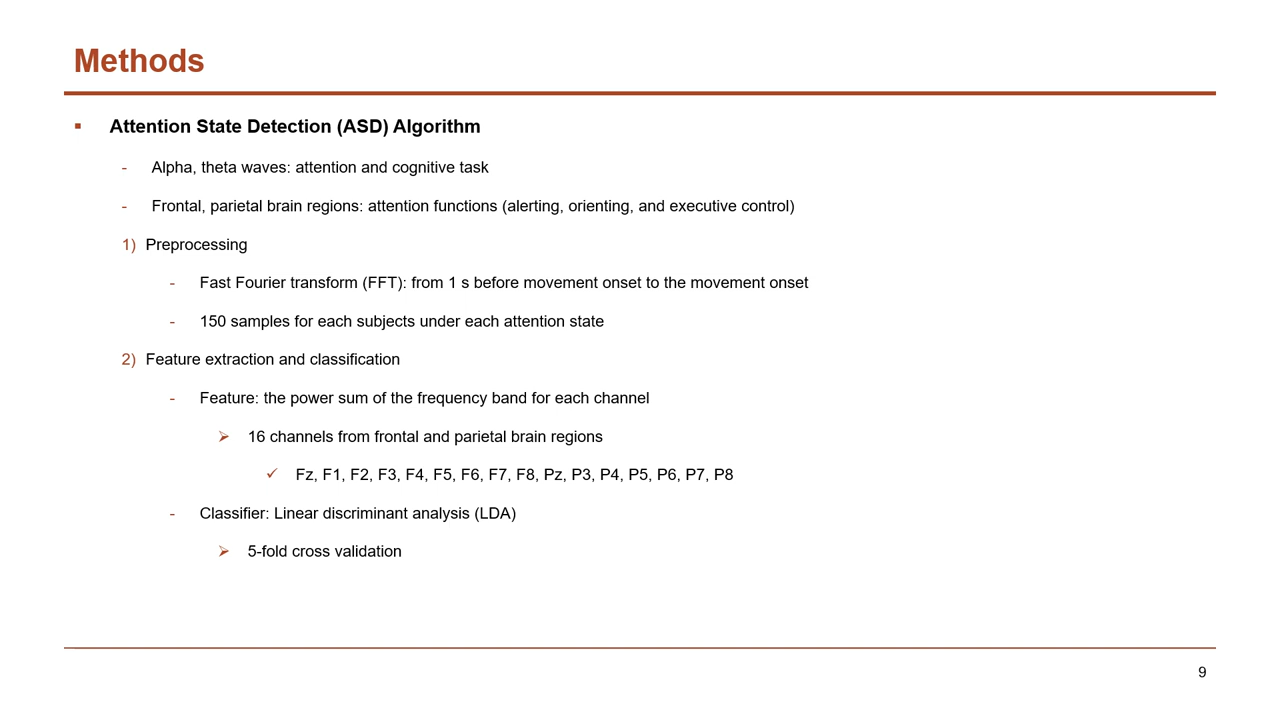 Methods
▪ Attention State Detection (ASD) Algorithm
- Alpha, theta waves: attention and cognitive task
- Frontal, parietal brain regions: attention functions (alerting, orienting, and executive control)
1) Preprocessing
- Fast Fourier transform (FFT): from 1 s before movement onset to the movement onset
- 150 samples for each subjects under each attention state
2) Feature extraction and classification
- Feature: the power sum of the frequency band for each channel
➢ 16 channels from frontal and parietal brain regions
✓ Fz, F1, F2, F3, F4, F5, F6, F7, F8, Pz, P3, P4, P5, P6, P7, P8
- Classifier: Linear discriminant analysis (LDA)
➢ 5-fold cross validation
9